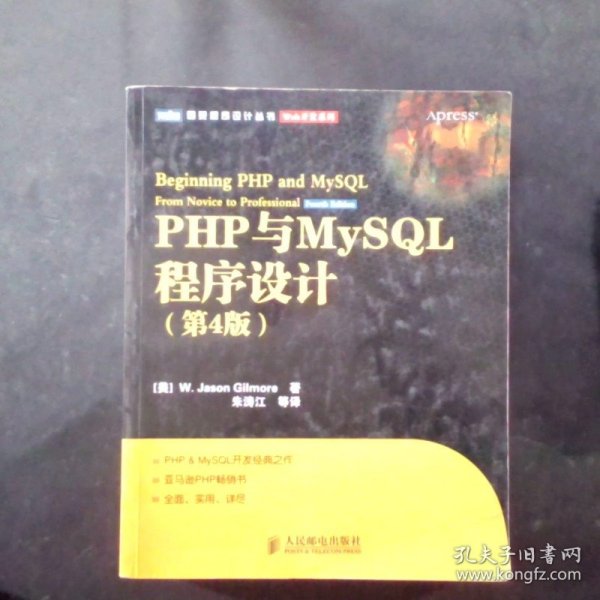 图灵程序设计丛书 Web开发系列
Apress®
Beginning PHP and MySQL
From Novice to Professional Fourth Edition
PHP与MySQL
程序设计
（第4版）
[美] W. Jason Gilmore 著
朱涛江 等译
PHP & MySQL开发经典之作
亚马逊PHP畅销书
全面、实用、详尽
人民邮电出版社
POSTS & TELECOM PRESS
孔夫子旧书网
www.kongfz.com